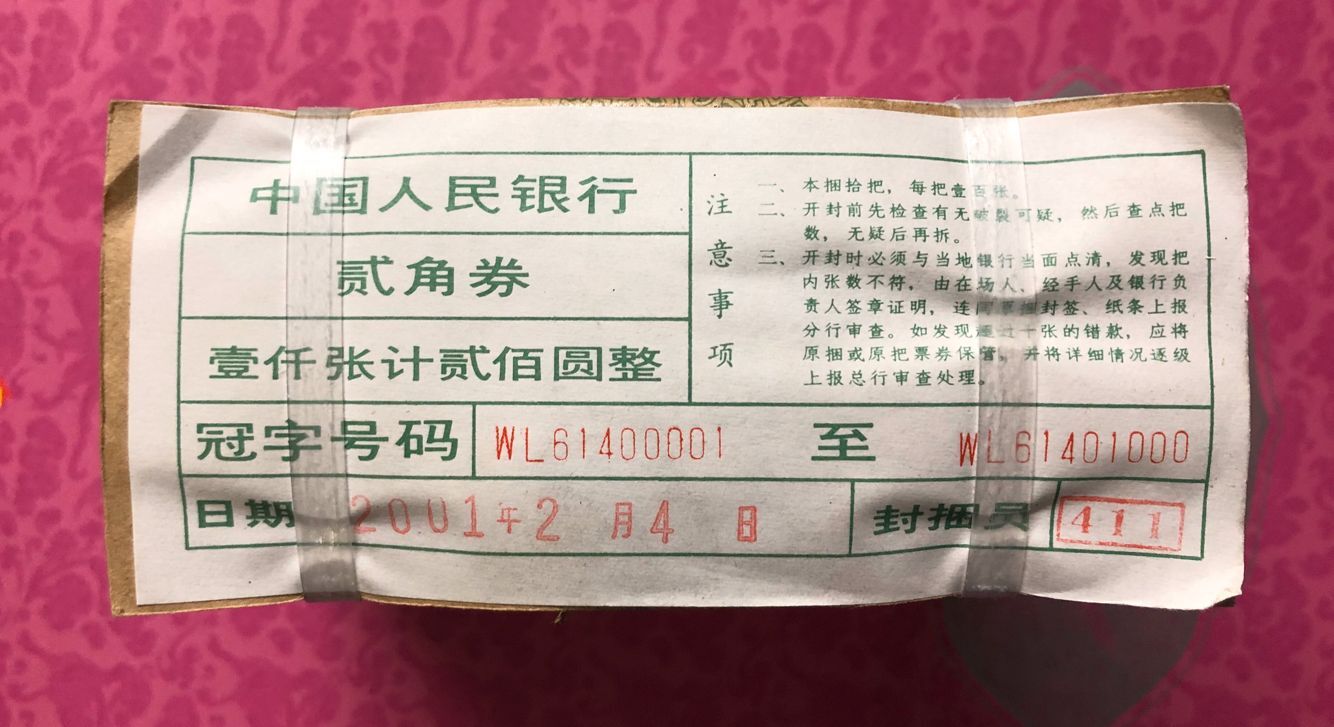 中国人民银行
贰角券
壹仟张计贰佰圆整
注意事项
一、本捆拾把，每把壹百张。
二、开封前先检查有无破裂可疑，然后查点把
数，无疑后再拆。
三、开封时必须与当地银行当面点清，发现把
内张数不符，由在场人、经手人及银行负
责人签章证明，连同原捆封签、纸条上报
分行审查。如发现超过一张的错款，应将
原捆或原把票券保管，并将详细情况逐级
上报总行审查处理。
冠字号码 WL61400001 至 WL61401000
日期 2001年2月4日 封捆员 411